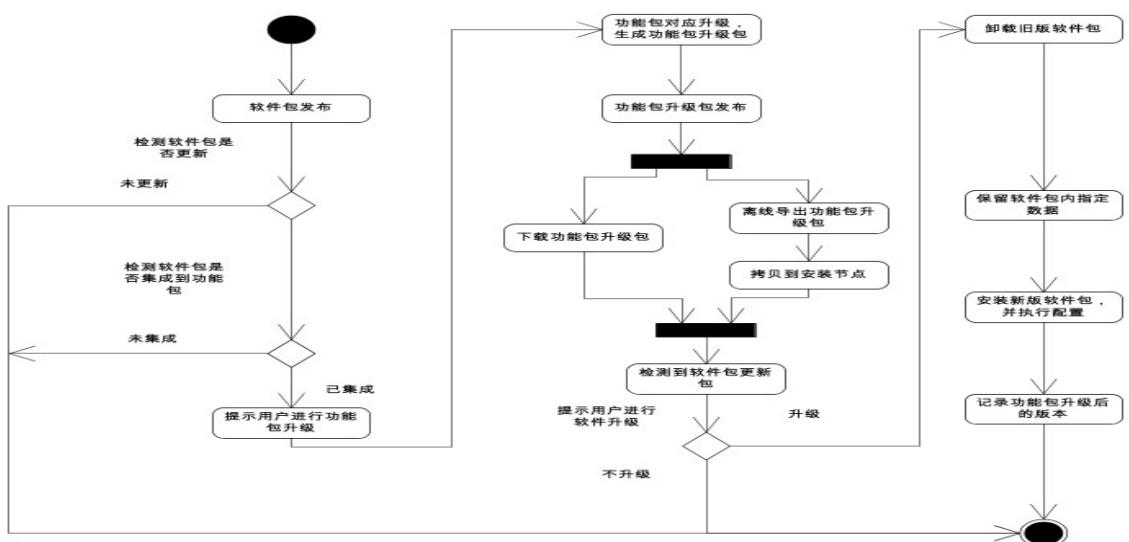 软件包发布
检测软件包是
否更新
未更新
检测软件包是
否集成到功能
包
未集成
已集成
提示用户进行功能
包升级
功能包对应升级，
生成功能包升级包
功能包升级包发布
下载功能包升级包
离线导出功能包升
级包
拷贝到安装节点
检测到软件包更新
包
提示用户进行
软件升级
升级
不升级
卸载旧版软件包
保留软件包内指定
数据
安装新版软件包，
并执行配置
记录功能包升级后
的版本